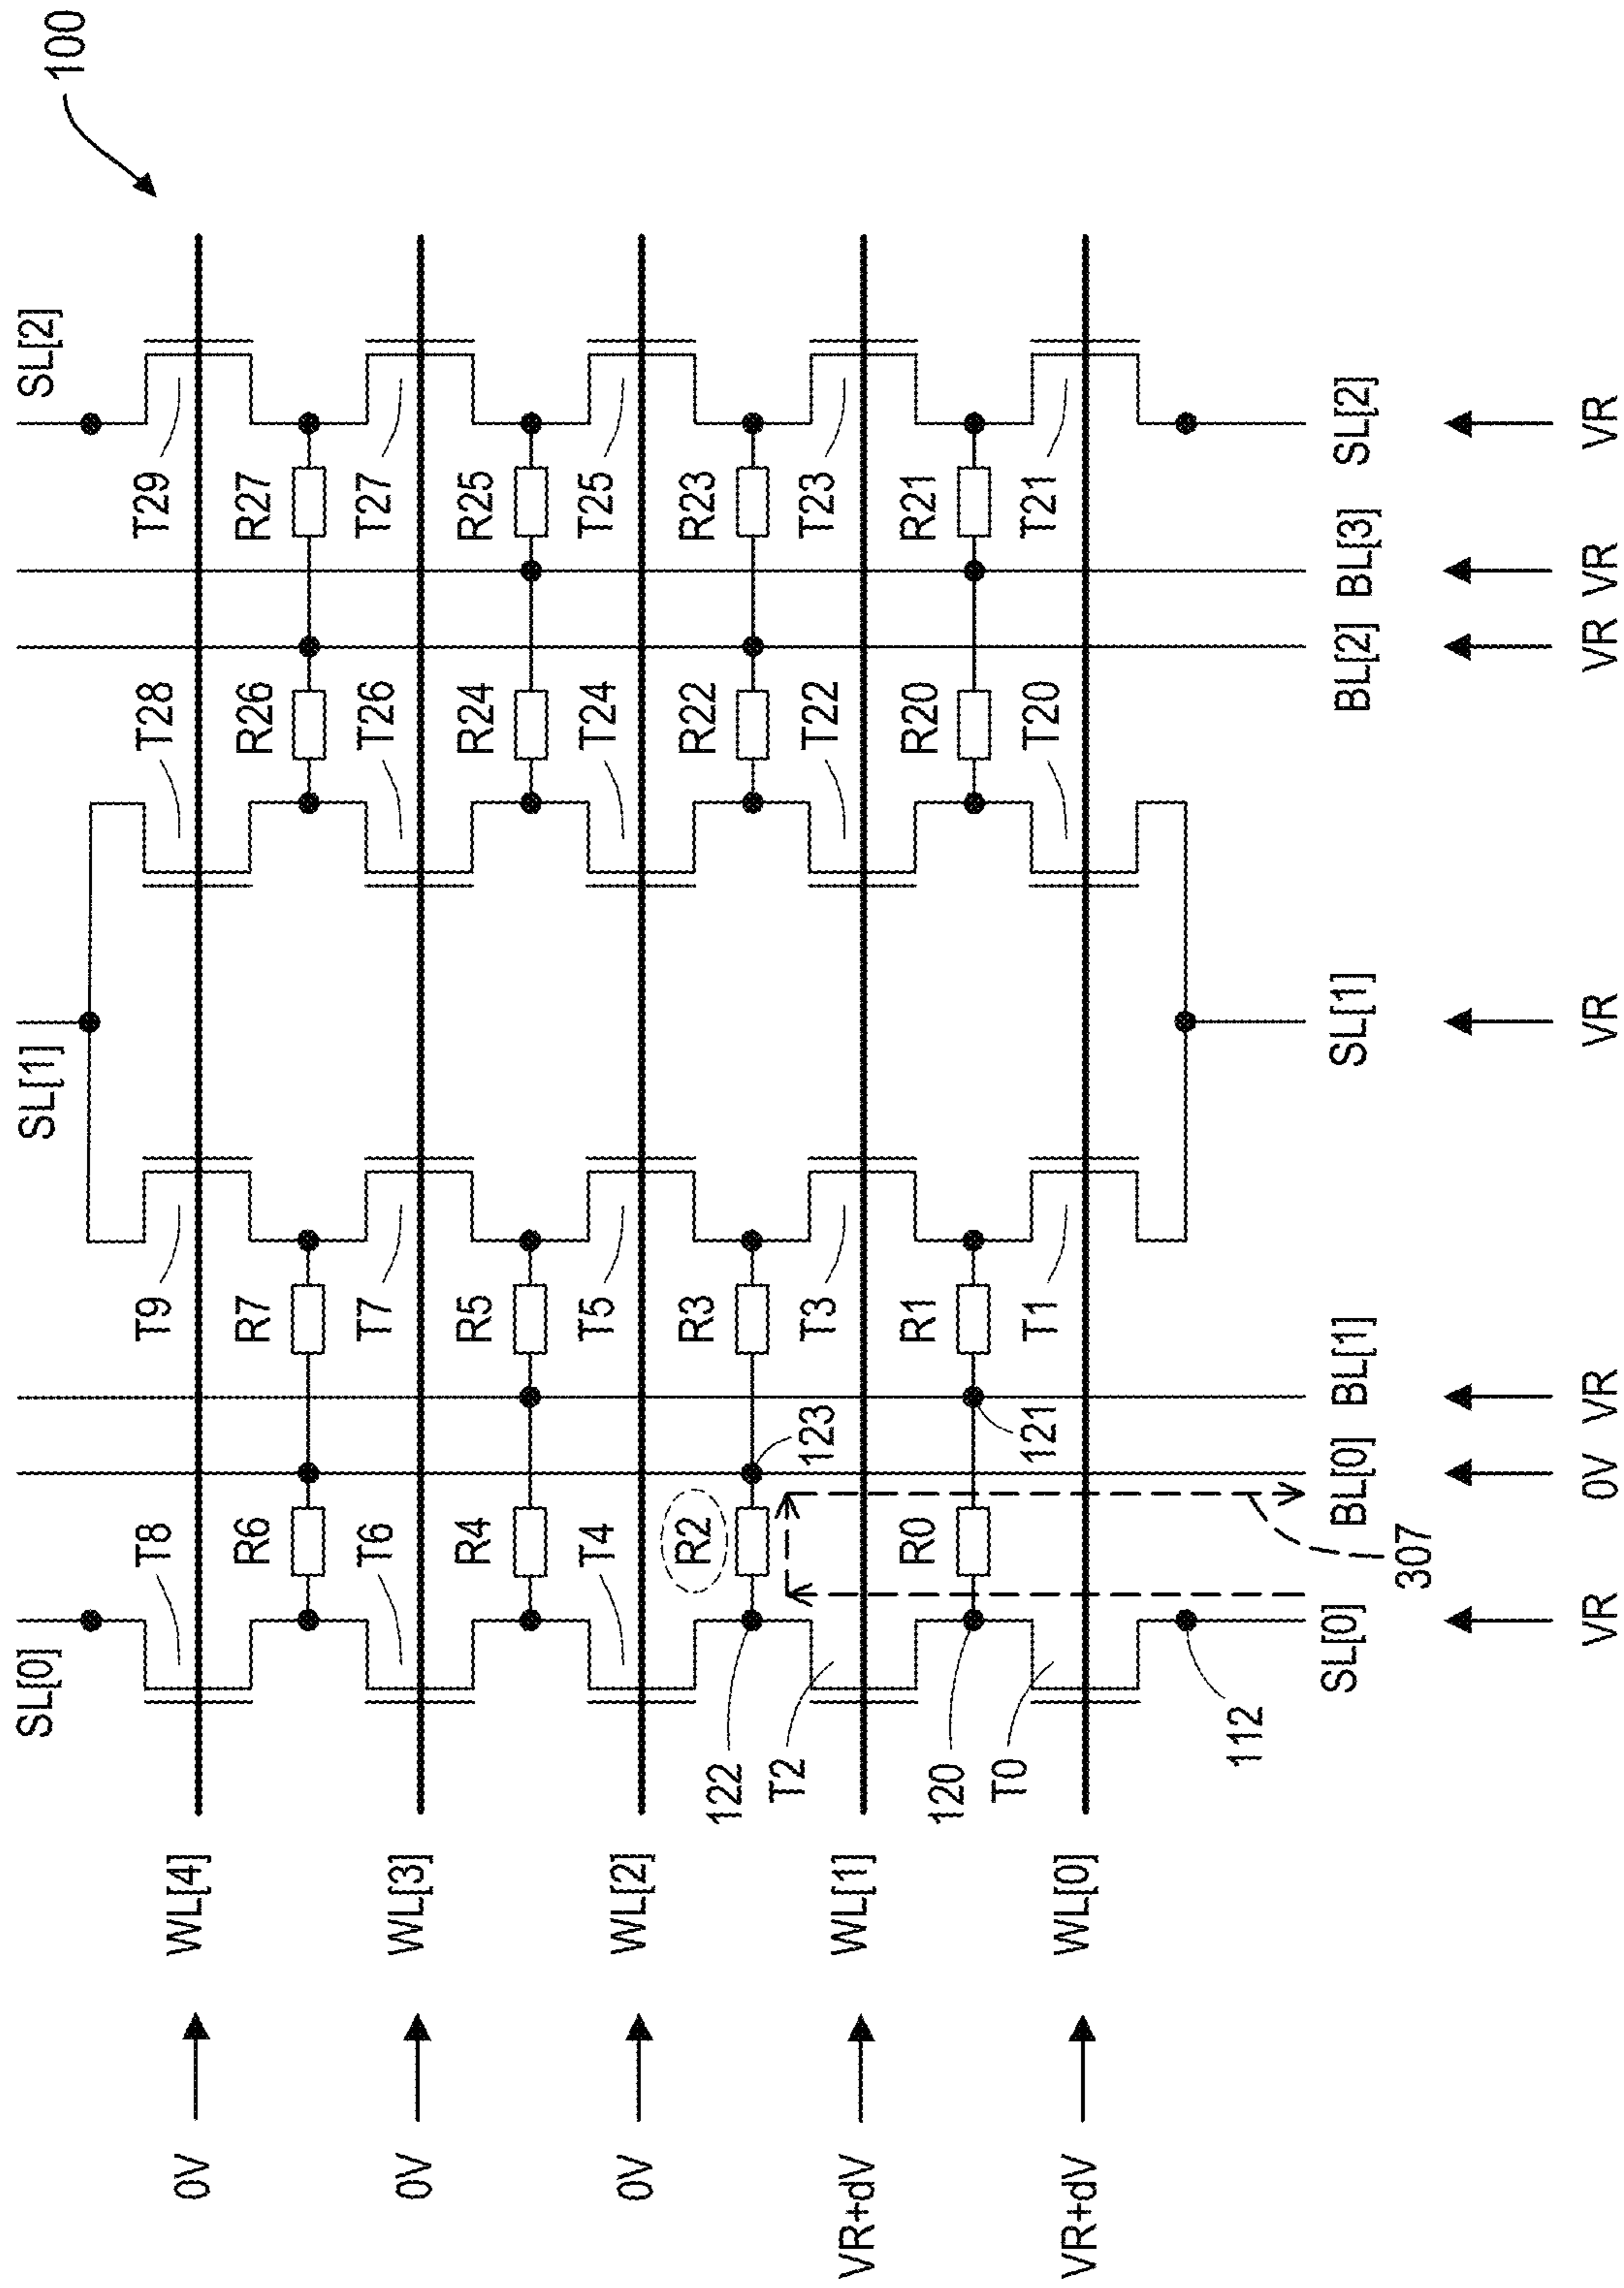 100
SL[0]
SL[1]
SL[2]
T8
T9
T28
T29
WL[4]
0V
R6
R7
R26
R27
T6
T7
T26
T27
WL[3]
0V
R4
R5
R24
R25
T4
T5
T24
T25
WL[2]
0V
R2
R3
R22
R23
122
123
T2
T3
T22
T23
WL[1]
VR+dV
R0
R1
R20
R21
120
121
T0
T1
T20
T21
WL[0]
VR+dV
112
307
SL[0]
BL[0]
BL[1]
SL[1]
BL[2]
BL[3]
SL[2]
VR
0V
VR
VR
VR
VR
VR